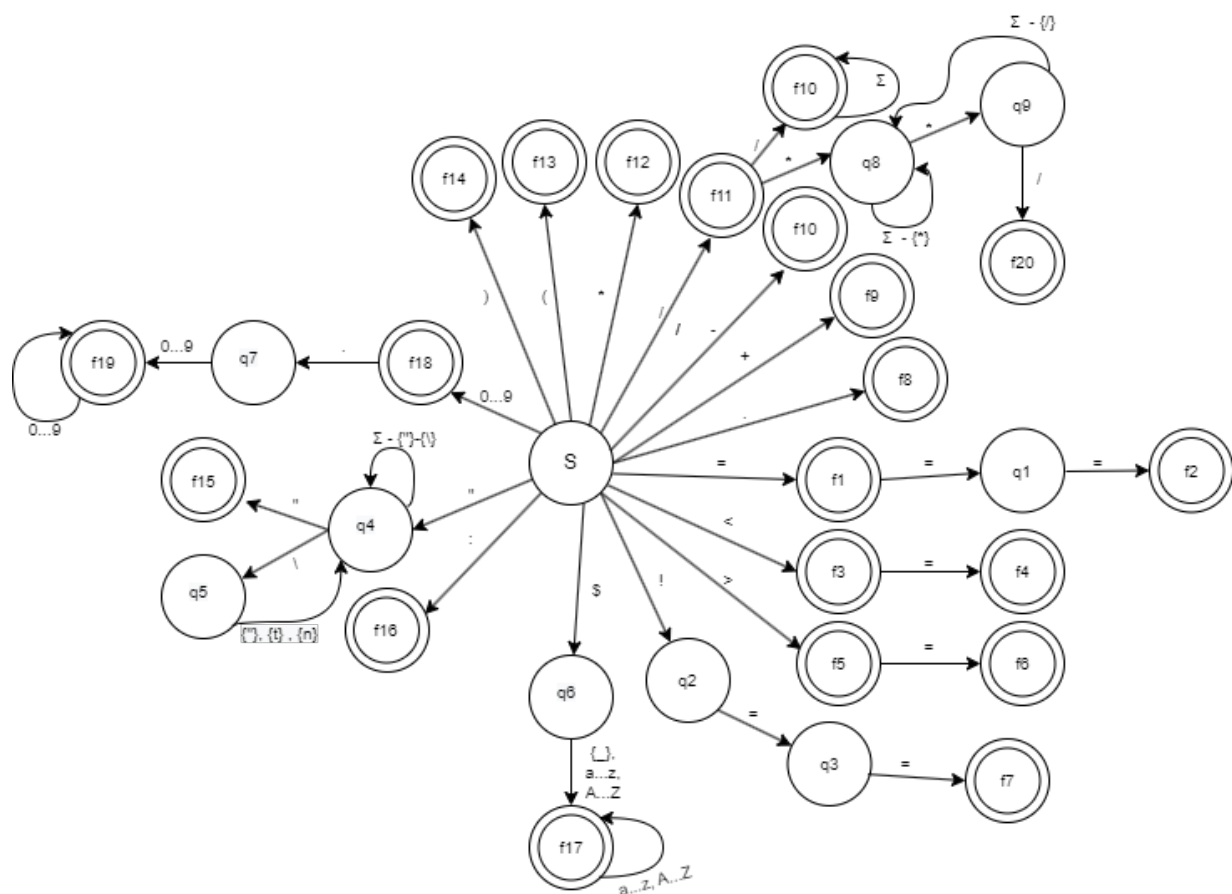 Σ - {/}
f10
Σ
q9
f14
f13
f12
/
*
*
q8
f11
f10
Σ - {*}
/
f20
)
(
*
/
/
-
f9
+
f19
0...9
q7
.
f18
f8
.
0...9
0...9
Σ - {"}-{\}
S
=
f1
=
q1
=
f2
f15
"
"
q4
<
:
\
f3
=
f4
q5
>
{"}, {t} , {n}
$
!
f16
f5
=
f6
q6
q2
=
{_},
a...z,
A...Z
q3
=
f7
f17
a...z, A...Z